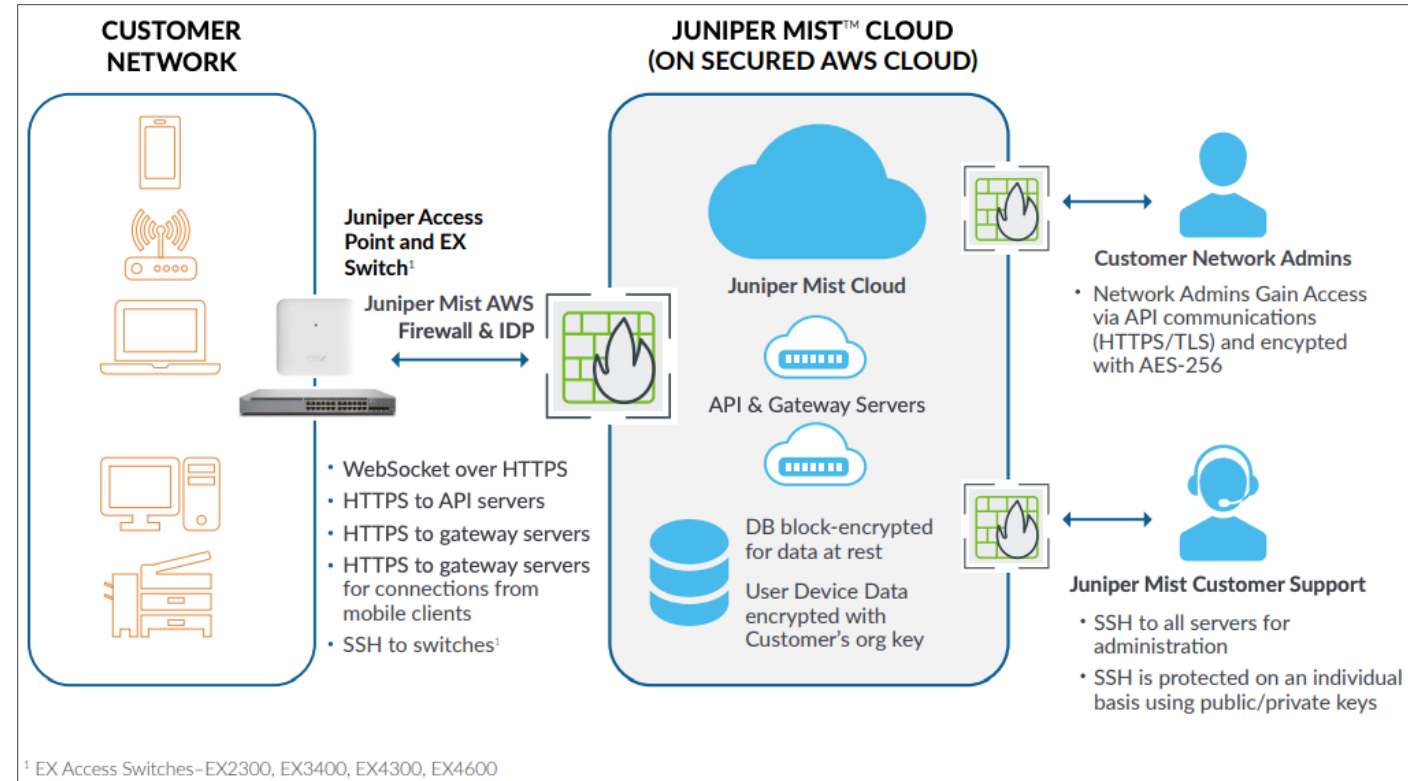 CUSTOMER
NETWORK
JUNIPER MIST™ CLOUD
(ON SECURED AWS CLOUD)
Juniper Access
Point and EX
Switch¹
Juniper Mist AWS
Firewall & IDP
• WebSocket over HTTPS
• HTTPS to API servers
• HTTPS to gateway servers
• HTTPS to gateway servers
for connections from
mobile clients
• SSH to switches¹
Juniper Mist Cloud
API & Gateway Servers
DB block-encrypted
for data at rest
User Device Data
encrypted with
Customer's org key
Customer Network Admins
• Network Admins Gain Access
via API communications
(HTTPS/TLS) and encypted
with AES-256
Juniper Mist Customer Support
• SSH to all servers for
administration
• SSH is protected on an individual
basis using public/private keys
¹ EX Access Switches–EX2300, EX3400, EX4300, EX4600